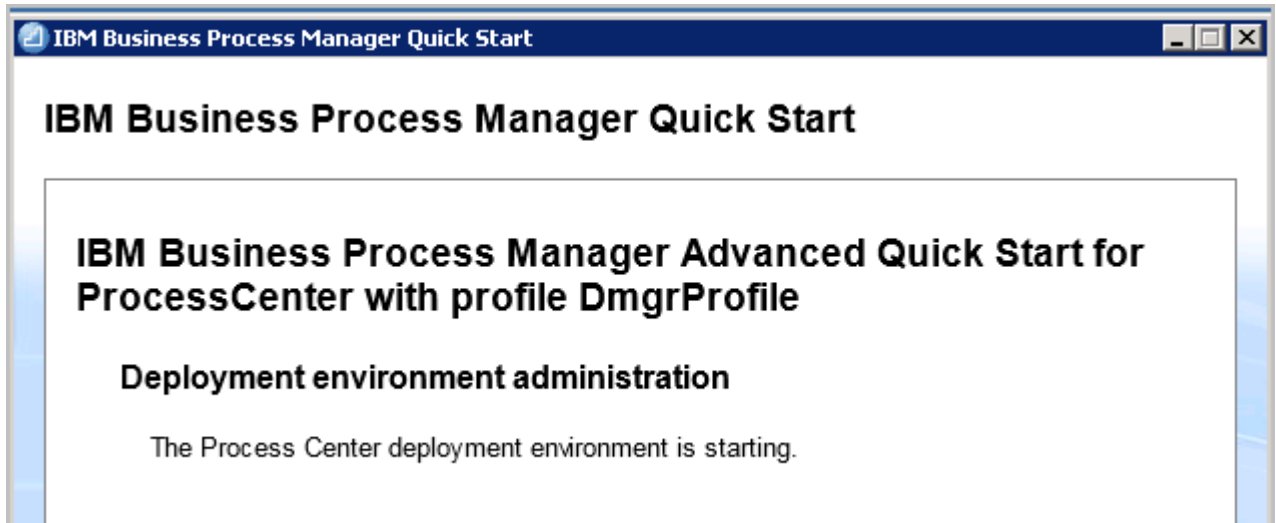 IBM Business Process Manager Quick Start
IBM Business Process Manager Quick Start
IBM Business Process Manager Advanced Quick Start for
ProcessCenter with profile DmgrProfile
Deployment environment administration
The Process Center deployment environment is starting.